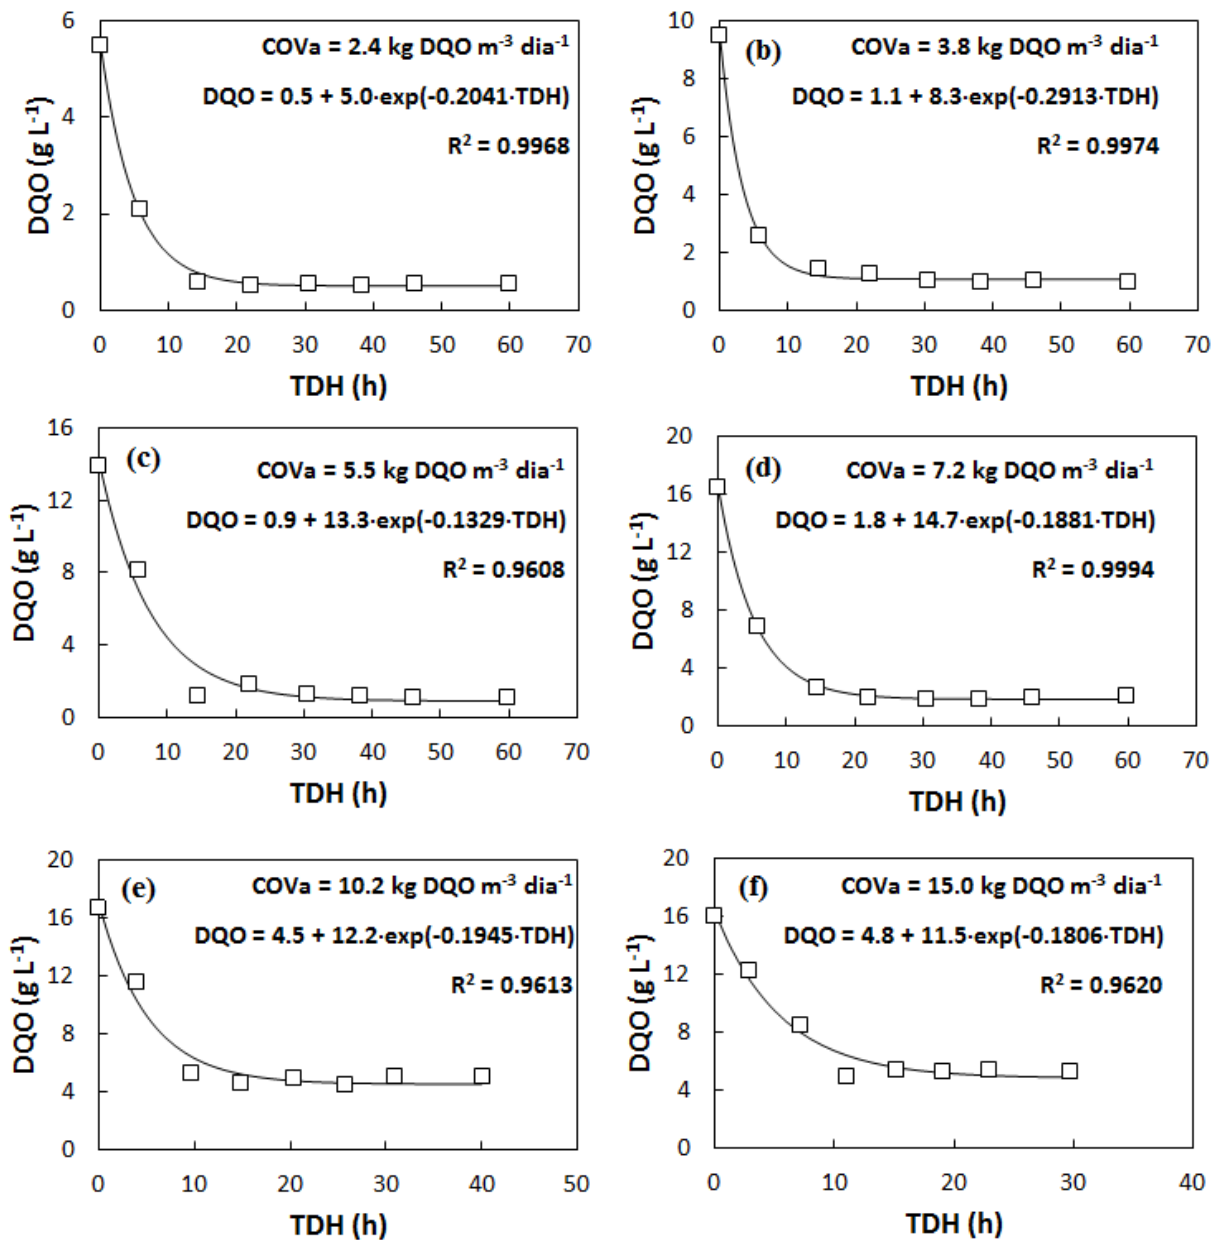 COVa = 2.4 kg DQO m⁻³ dia⁻¹
DQO = 0.5 + 5.0·exp(-0.2041·TDH)
R² = 0.9968
DQO (g L⁻¹)
6
4
2
0
0 10 20 30 40 50 60 70
TDH (h)
(b)
COVa = 3.8 kg DQO m⁻³ dia⁻¹
DQO = 1.1 + 8.3·exp(-0.2913·TDH)
R² = 0.9974
DQO (g L⁻¹)
10
8
6
4
2
0
0 10 20 30 40 50 60 70
TDH (h)
(c)
COVa = 5.5 kg DQO m⁻³ dia⁻¹
DQO = 0.9 + 13.3·exp(-0.1329·TDH)
R² = 0.9608
DQO (g L⁻¹)
16
12
8
4
0
0 10 20 30 40 50 60 70
TDH (h)
(d)
COVa = 7.2 kg DQO m⁻³ dia⁻¹
DQO = 1.8 + 14.7·exp(-0.1881·TDH)
R² = 0.9994
DQO (g L⁻¹)
20
16
12
8
4
0
0 10 20 30 40 50 60 70
TDH (h)
(e)
COVa = 10.2 kg DQO m⁻³ dia⁻¹
DQO = 4.5 + 12.2·exp(-0.1945·TDH)
R² = 0.9613
DQO (g L⁻¹)
20
16
12
8
4
0
0 10 20 30 40 50
TDH (h)
(f)
COVa = 15.0 kg DQO m⁻³ dia⁻¹
DQO = 4.8 + 11.5·exp(-0.1806·TDH)
R² = 0.9620
DQO (g L⁻¹)
20
16
12
8
4
0
0 10 20 30 40
TDH (h)